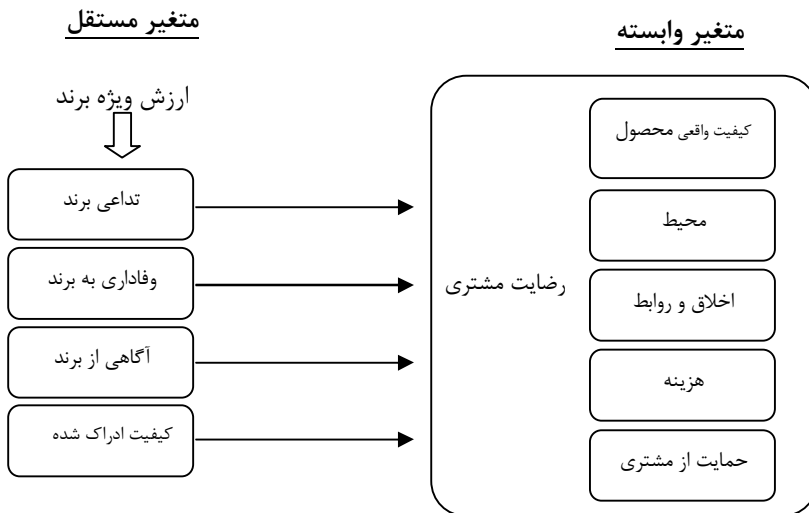 متغیر مستقل
متغیر وابسته
ارزش ویژه برند
تداعی برند
وفاداری به برند
آگاهی از برند
کیفیت ادراک شده
رضایت مشتری
کیفیت واقعی محصول
محیط
اخلاق و روابط
هزینه
حمایت از مشتری